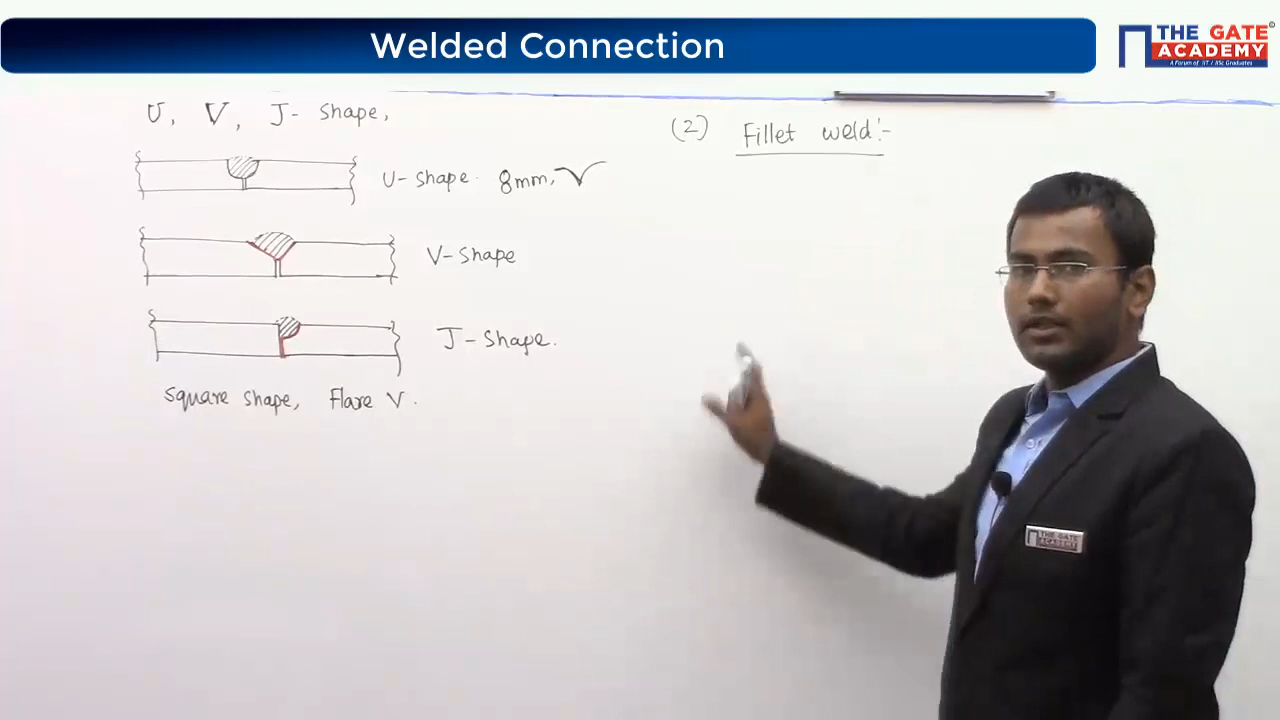 Welded Connection
THE GATE
ACADEMY
A Forum of IIT / IISc Graduates
U, V, J- Shape,
U- Shape. 8mm,
V- Shape
J- Shape.
Square shape, Flare V.
(2) Fillet weld:-
THE GATE
ACADEMY